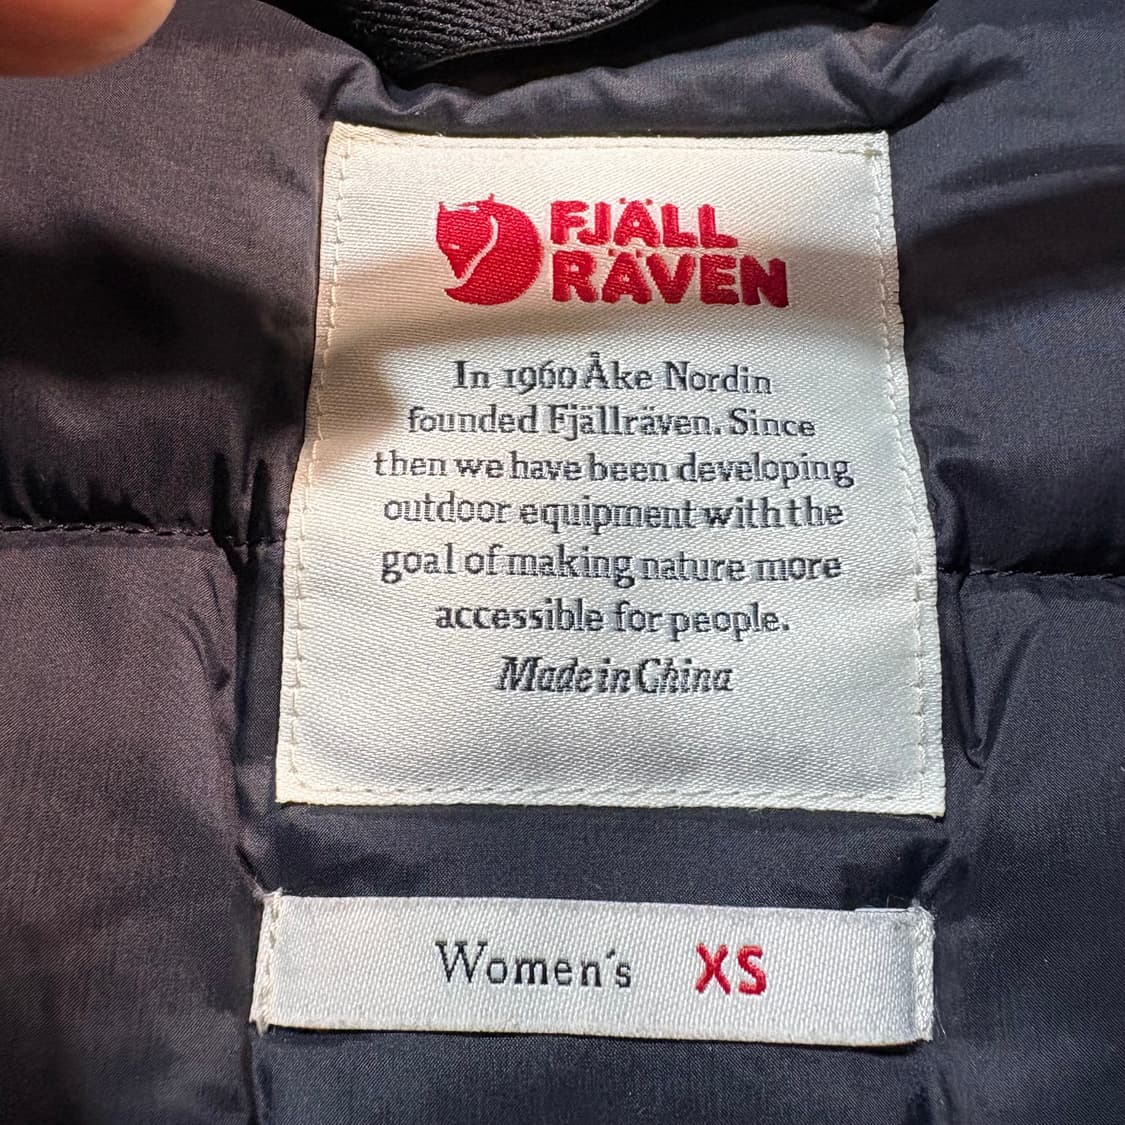 FJÄLL
RÄVEN
In 1960 Åke Nordin
founded Fjällräven. Since
then we have been developing
outdoor equipment with the
goal of making nature more
accessible for people.
Made in China
Women's XS